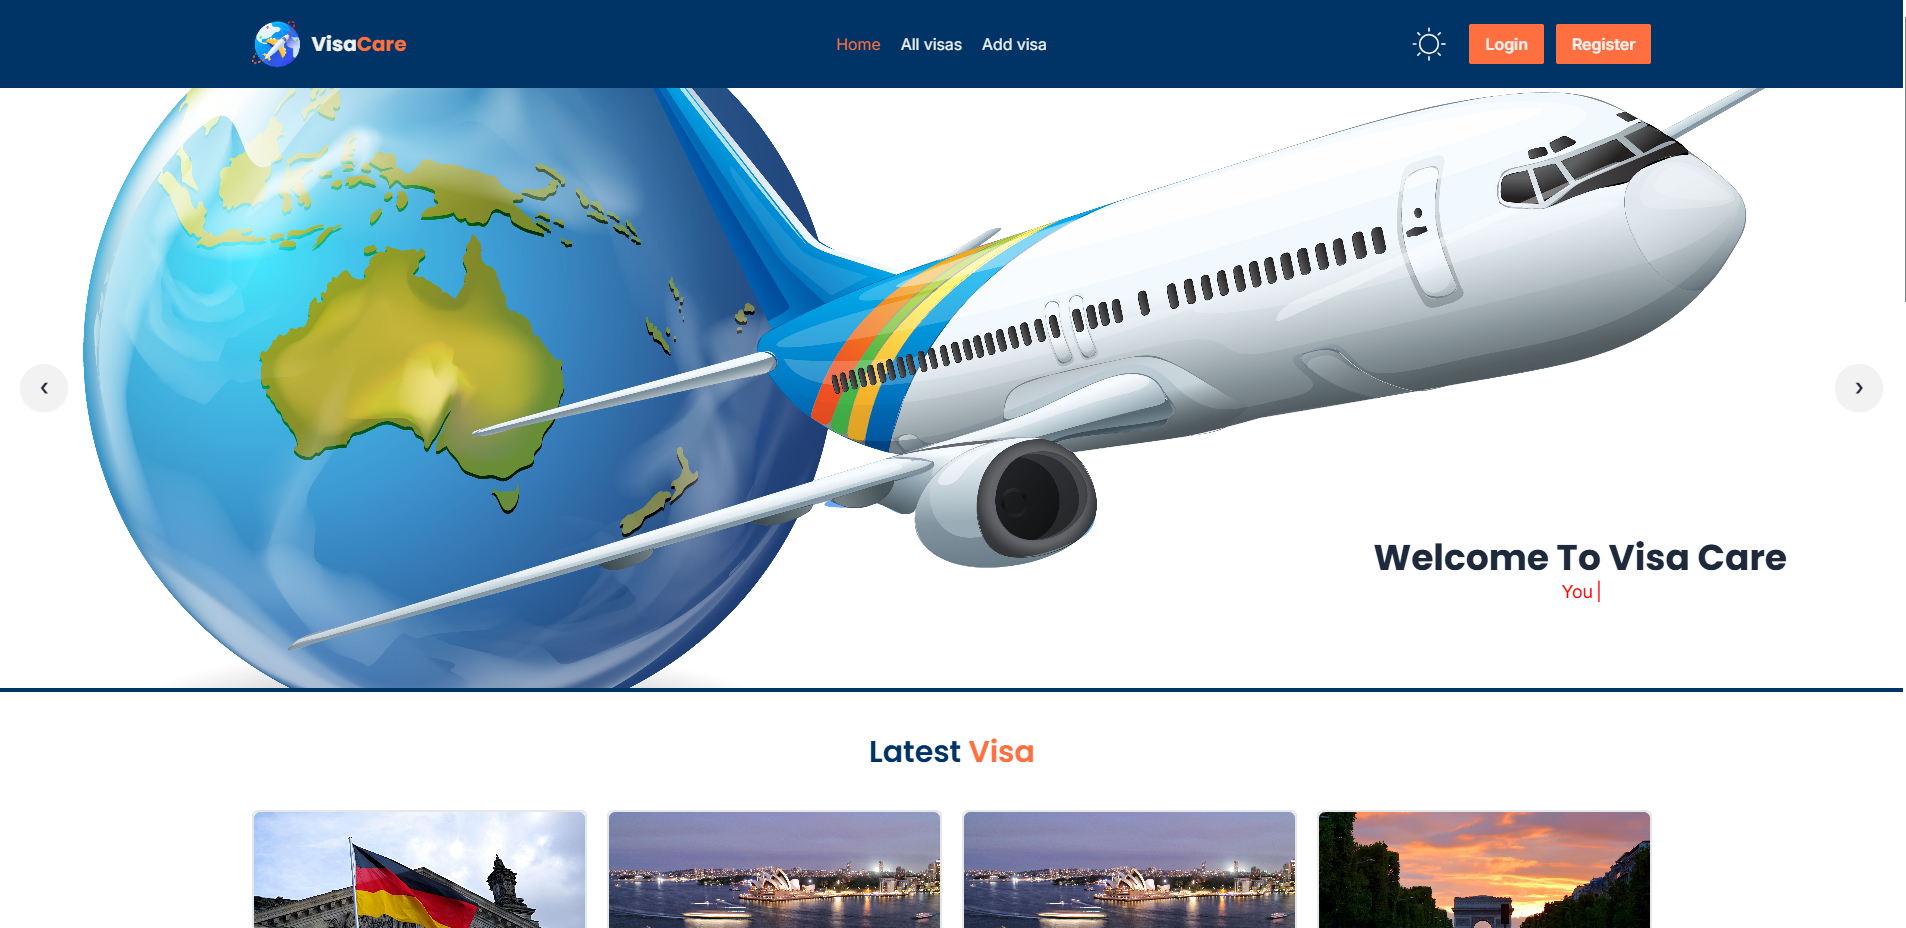 VisaCare
Home All visas Add visa
Login Register
‹ ›
Welcome To Visa Care
You|
Latest Visa